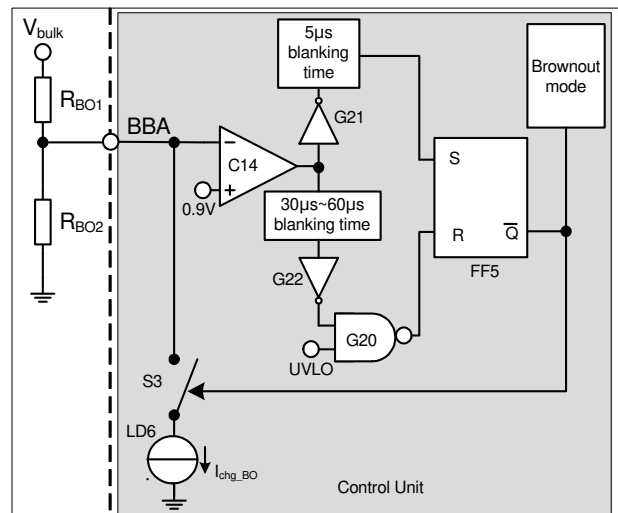 V_bulk
R_BO1
R_BO2
BBA
5µs
blanking
time
G21
C14
0.9V
30µs~60µs
blanking time
G22
G20
UVLO
S
R
Q̅
FF5
Brownout
mode
S3
LD6
I_chg_BO
Control Unit